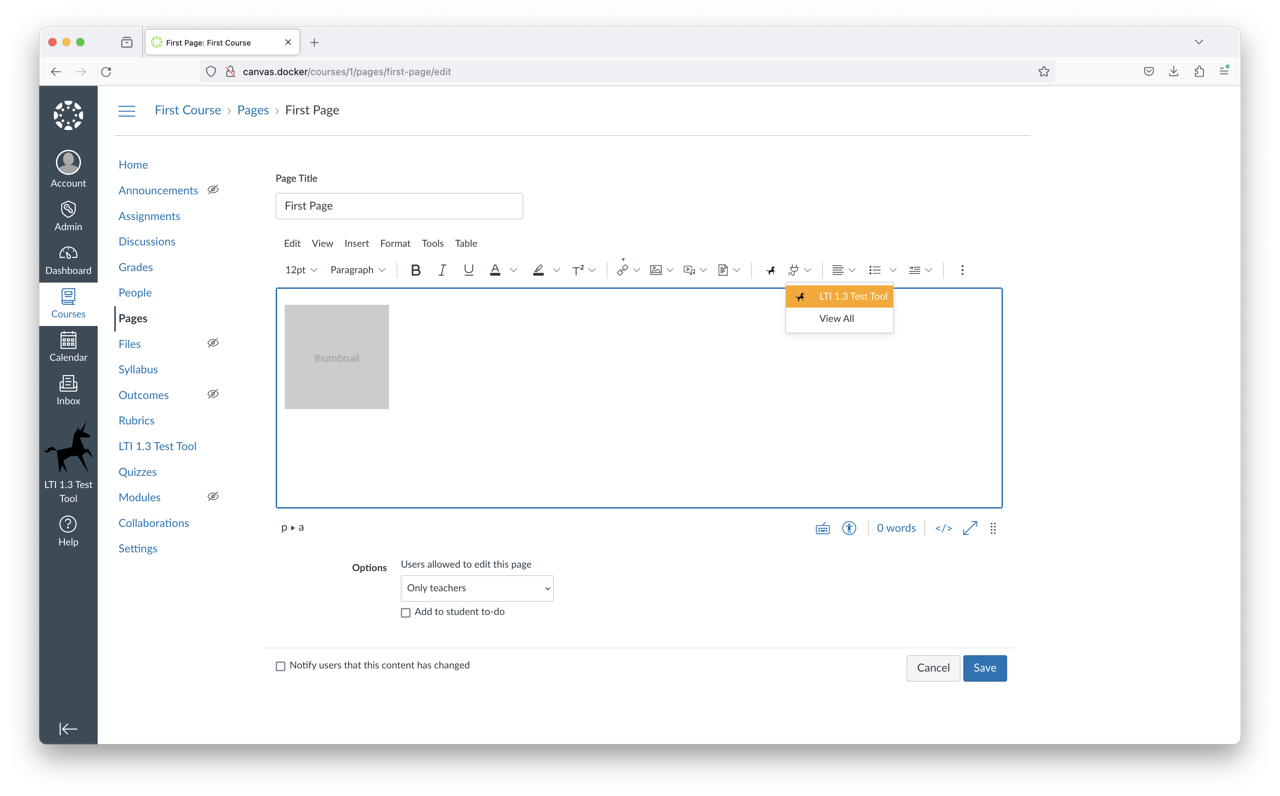 First Page: First Course
canvas.docker/courses/1/pages/first-page/edit
First Course > Pages > First Page
Account
Admin
Dashboard
Courses
Calendar
Inbox
LTI 1.3 Test
Tool
Help
Home
Announcements
Assignments
Discussions
Grades
People
Pages
Files
Syllabus
Outcomes
Rubrics
LTI 1.3 Test Tool
Quizzes
Modules
Collaborations
Settings
Page Title
First Page
Edit View Insert Format Tools Table
12pt Paragraph B I U A T²
LTI 1.3 Test Tool
View All
thumbnail
p ▸ a
0 words </>
Options
Users allowed to edit this page
Only teachers
Add to student to-do
Notify users that this content has changed
Cancel Save